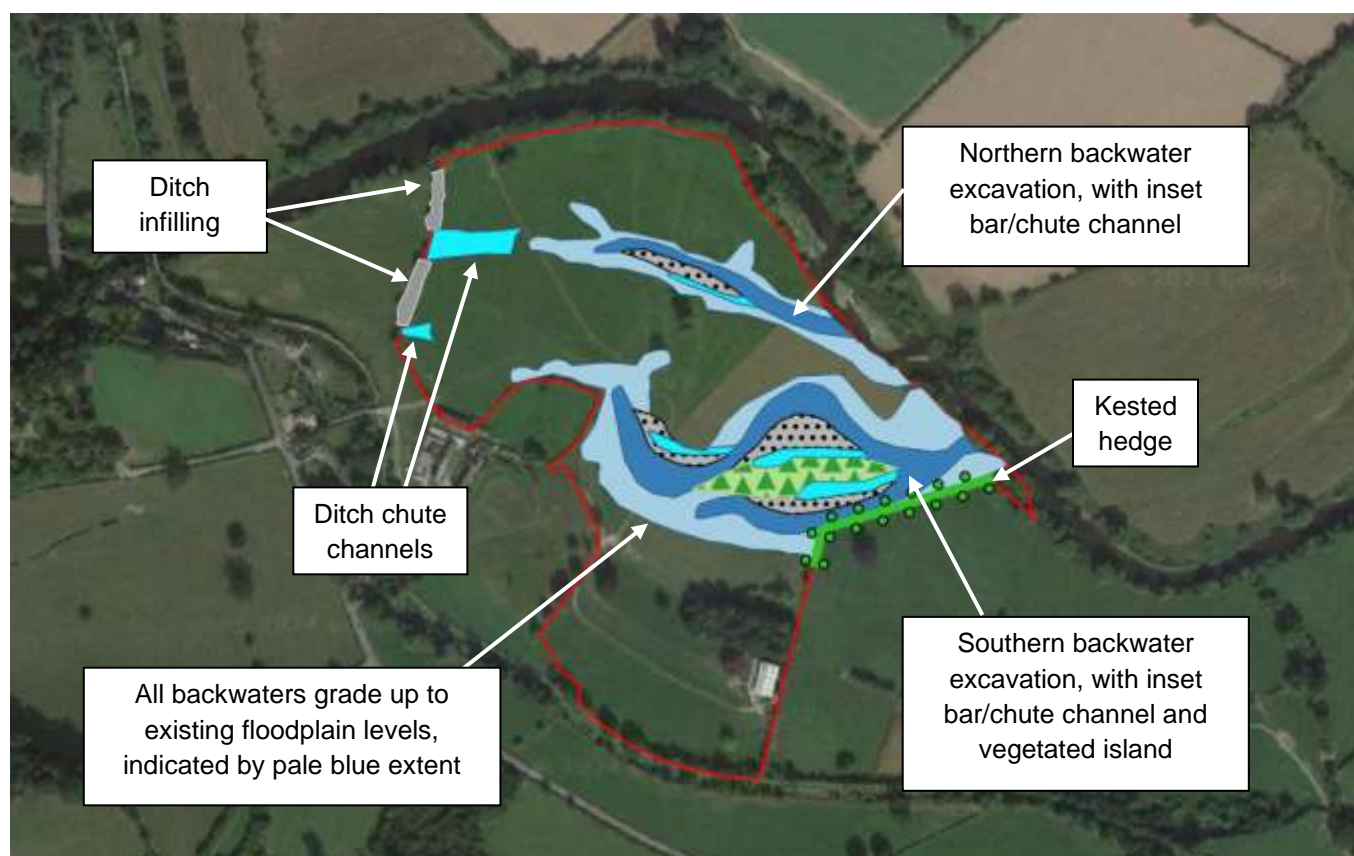 Ditch
infilling
Northern backwater
excavation, with inset
bar/chute channel
Kested
hedge
Ditch chute
channels
All backwaters grade up to
existing floodplain levels,
indicated by pale blue extent
Southern backwater
excavation, with inset
bar/chute channel and
vegetated island